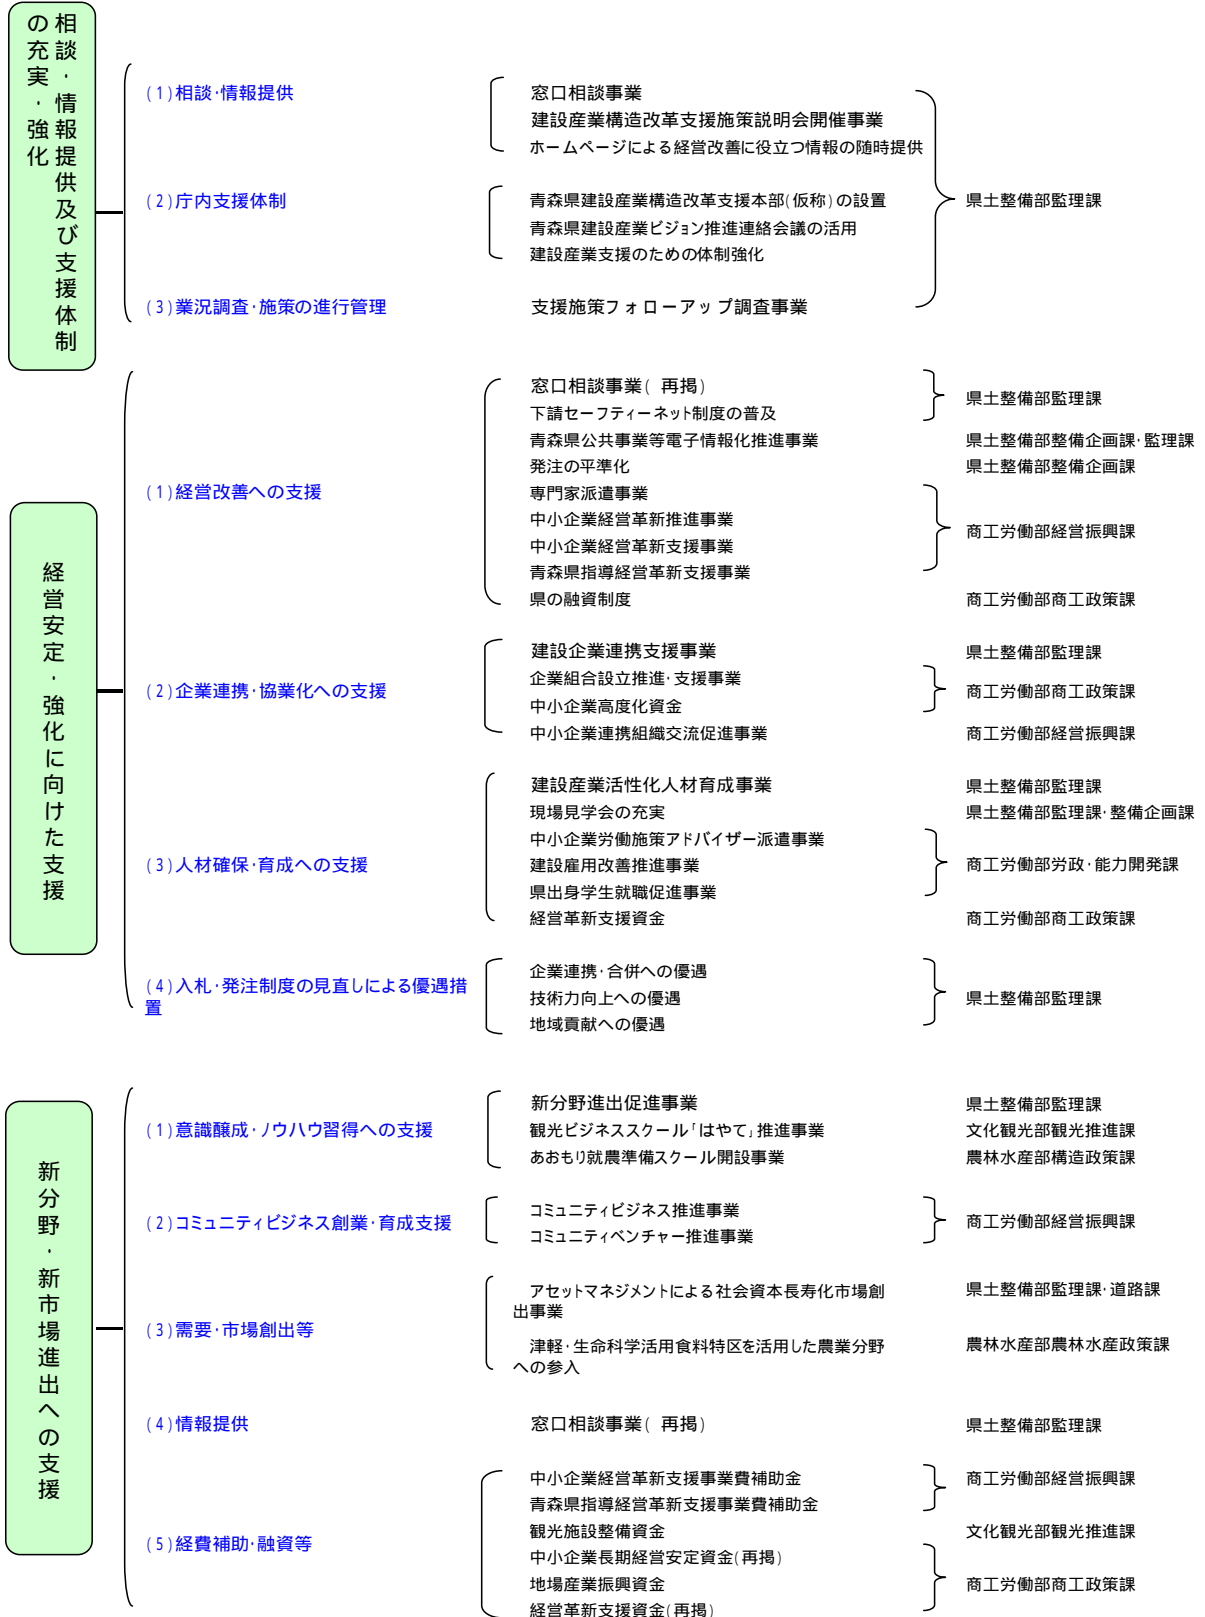 相談・情報提供及び支援体制
の充実・強化
(1)相談・情報提供
窓口相談事業
建設産業構造改革支援施策説明会開催事業
ホームページによる経営改善に役立つ情報の随時提供
(2)庁内支援体制
青森県建設産業構造改革支援本部(仮称)の設置
青森県建設産業ビジョン推進連絡会議の活用
建設産業支援のための体制強化
県土整備部監理課
(3)業況調査・施策の進行管理
支援施策フォローアップ調査事業
経営安定・強化に向けた支援
(1)経営改善への支援
窓口相談事業( 再掲)
下請セーフティーネット制度の普及
県土整備部監理課
青森県公共事業等電子情報化推進事業
県土整備部整備企画課・監理課
発注の平準化
県土整備部整備企画課
専門家派遣事業
中小企業経営革新推進事業
中小企業経営革新支援事業
青森県指導経営革新支援事業
商工労働部経営振興課
県の融資制度
商工労働部商工政策課
(2)企業連携・協業化への支援
建設企業連携支援事業
県土整備部監理課
企業組合設立推進・支援事業
中小企業高度化資金
商工労働部商工政策課
中小企業連携組織交流促進事業
商工労働部経営振興課
(3)人材確保・育成への支援
建設産業活性化人材育成事業
県土整備部監理課
現場見学会の充実
県土整備部監理課・整備企画課
中小企業労働施策アドバイザー派遣事業
建設雇用改善推進事業
県出身学生就職促進事業
商工労働部労政・能力開発課
経営革新支援資金
商工労働部商工政策課
(4)入札・発注制度の見直しによる優遇措
置
企業連携・合併への優遇
技術力向上への優遇
地域貢献への優遇
県土整備部監理課
新分野・新市場進出への支援
(1)意識醸成・ノウハウ習得への支援
新分野進出促進事業
県土整備部監理課
観光ビジネススクール「はやて」推進事業
文化観光部観光推進課
あおもり就農準備スクール開設事業
農林水産部構造政策課
(2)コミュニティビジネス創業・育成支援
コミュニティビジネス推進事業
コミュニティベンチャー推進事業
商工労働部経営振興課
(3)需要・市場創出等
アセットマネジメントによる社会資本長寿化市場創
出事業
県土整備部監理課・道路課
津軽・生命科学活用食料特区を活用した農業分野
への参入
農林水産部農林水産政策課
(4)情報提供
窓口相談事業( 再掲)
県土整備部監理課
(5)経費補助・融資等
中小企業経営革新支援事業費補助金
青森県指導経営革新支援事業費補助金
商工労働部経営振興課
観光施設整備資金
文化観光部観光推進課
中小企業長期経営安定資金(再掲)
地場産業振興資金
経営革新支援資金(再掲)
商工労働部商工政策課